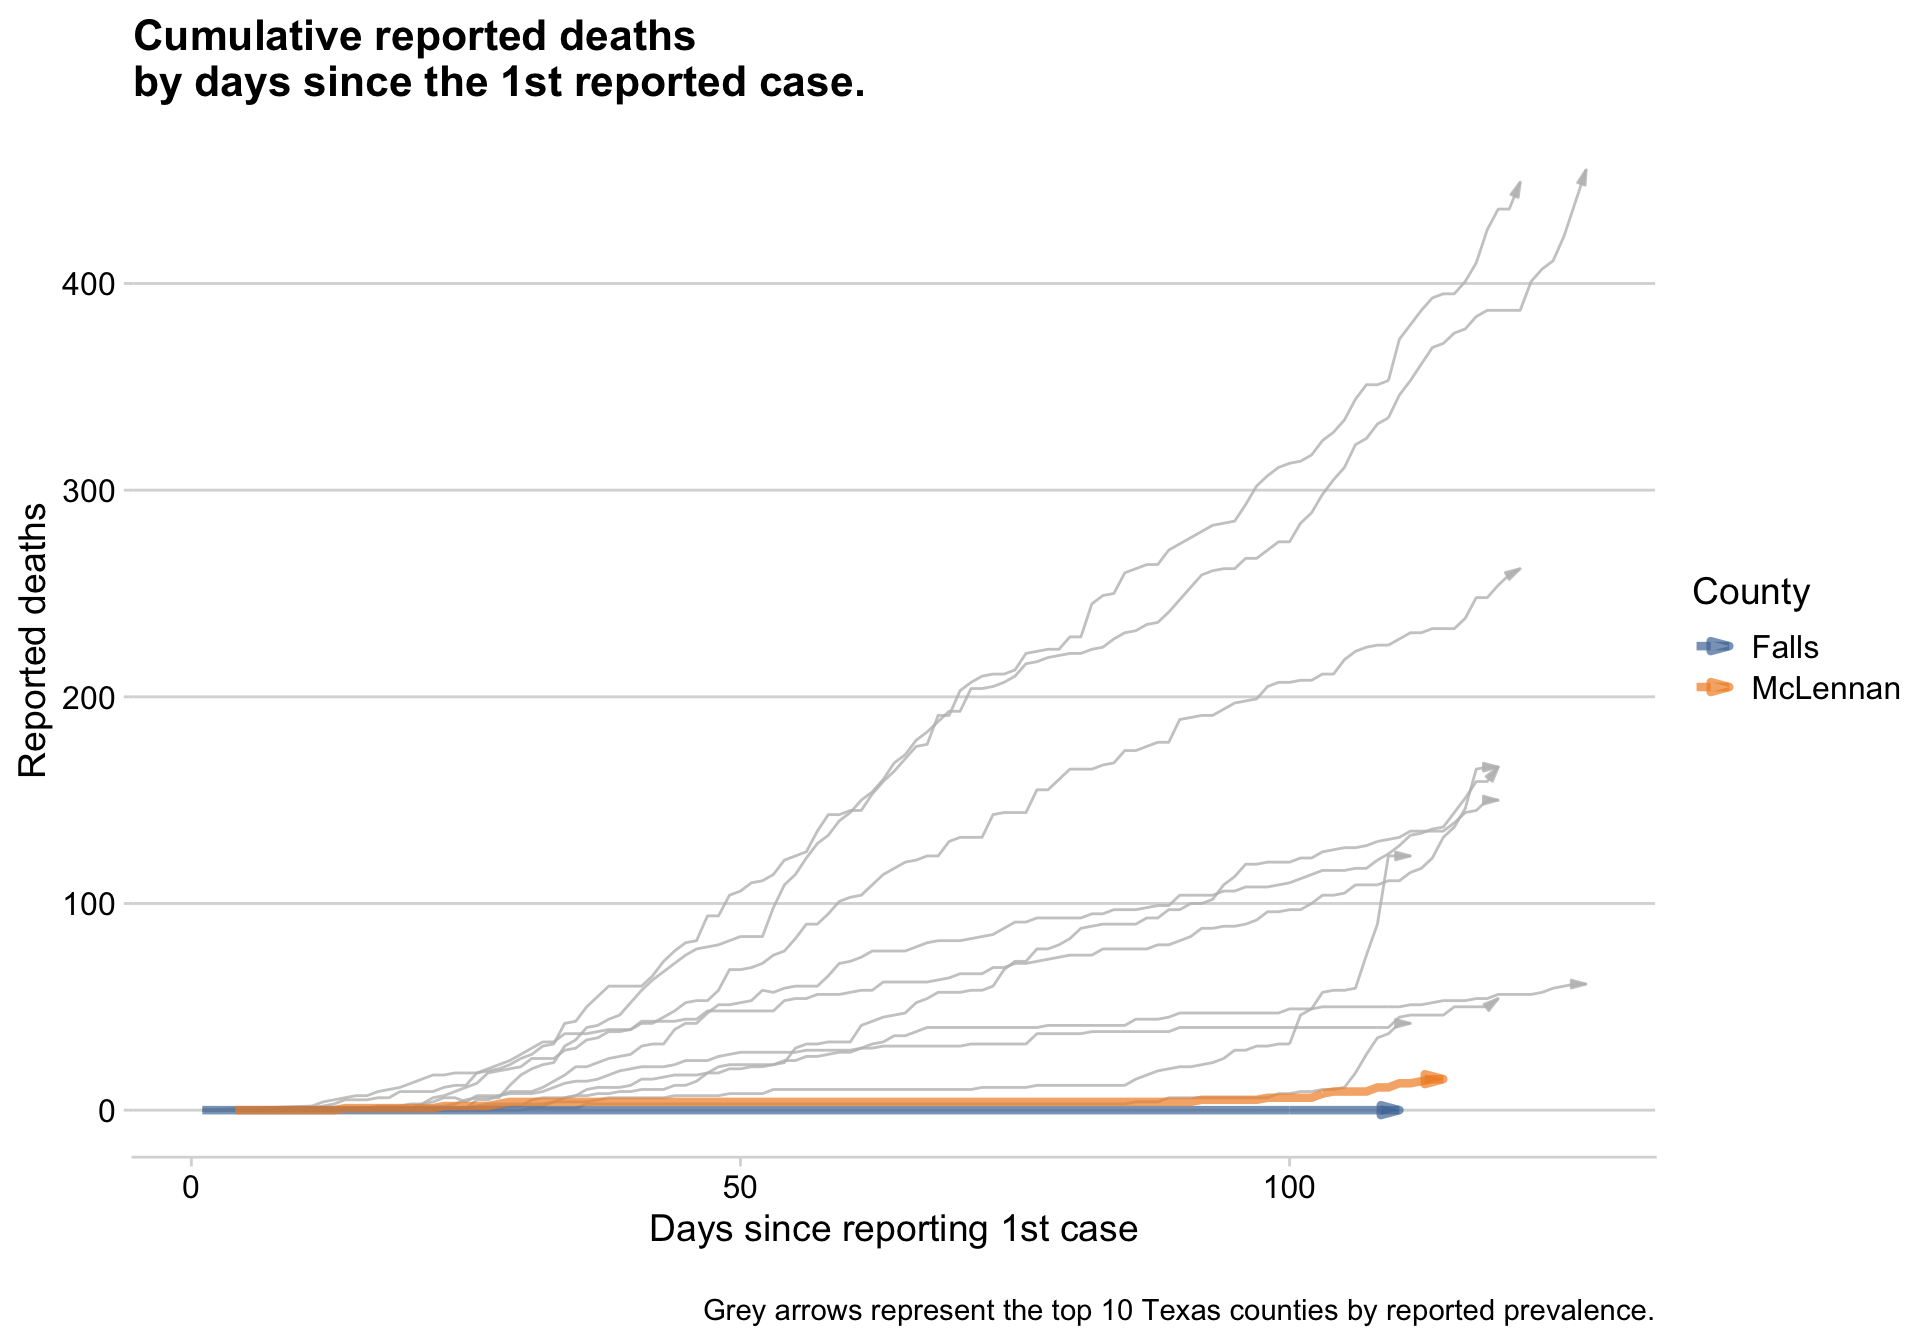 Cumulative reported deaths
by days since the 1st reported case.
400
300
200
100
0
Reported deaths
0 50 100
Days since reporting 1st case
County
Falls
McLennan
Grey arrows represent the top 10 Texas counties by reported prevalence.